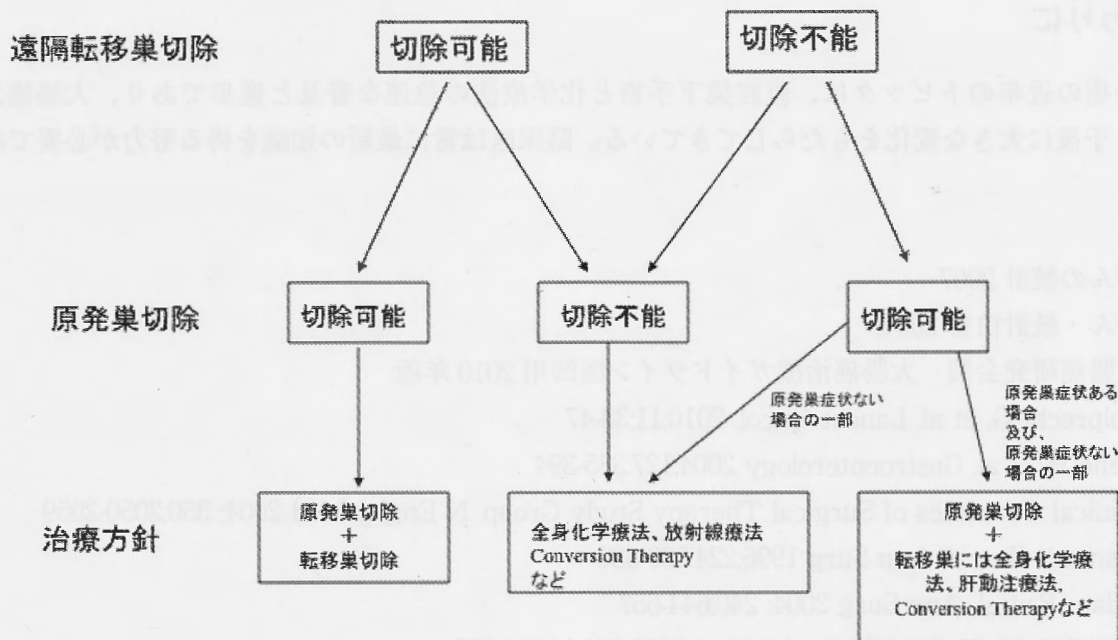 遠隔転移巣切除
切除可能
切除不能
原発巣切除
切除可能
切除不能
切除可能
原発巣症状ない
場合の一部
原発巣症状ある
場合
及び、
原発巣症状ない
場合の一部
治療方針
原発巣切除
+
転移巣切除
全身化学療法、放射線療法
Conversion Therapy
など
原発巣切除
+
転移巣には全身化学療
法、肝動注療法,
Conversion Therapyなど